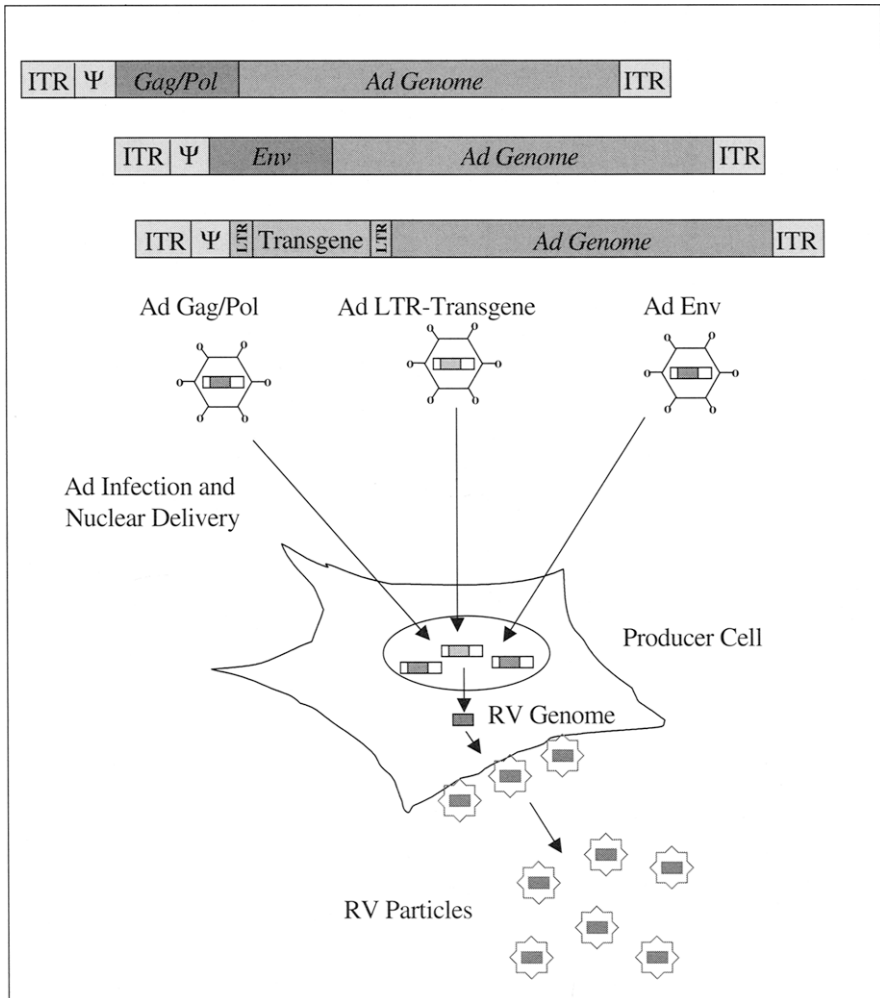 ITR Ψ Gag/Pol Ad Genome ITR
ITR Ψ Env Ad Genome ITR
ITR Ψ LTR Transgene LTR Ad Genome ITR
Ad Gag/Pol Ad LTR-Transgene Ad Env
Ad Infection and
Nuclear Delivery
Producer Cell
RV Genome
RV Particles